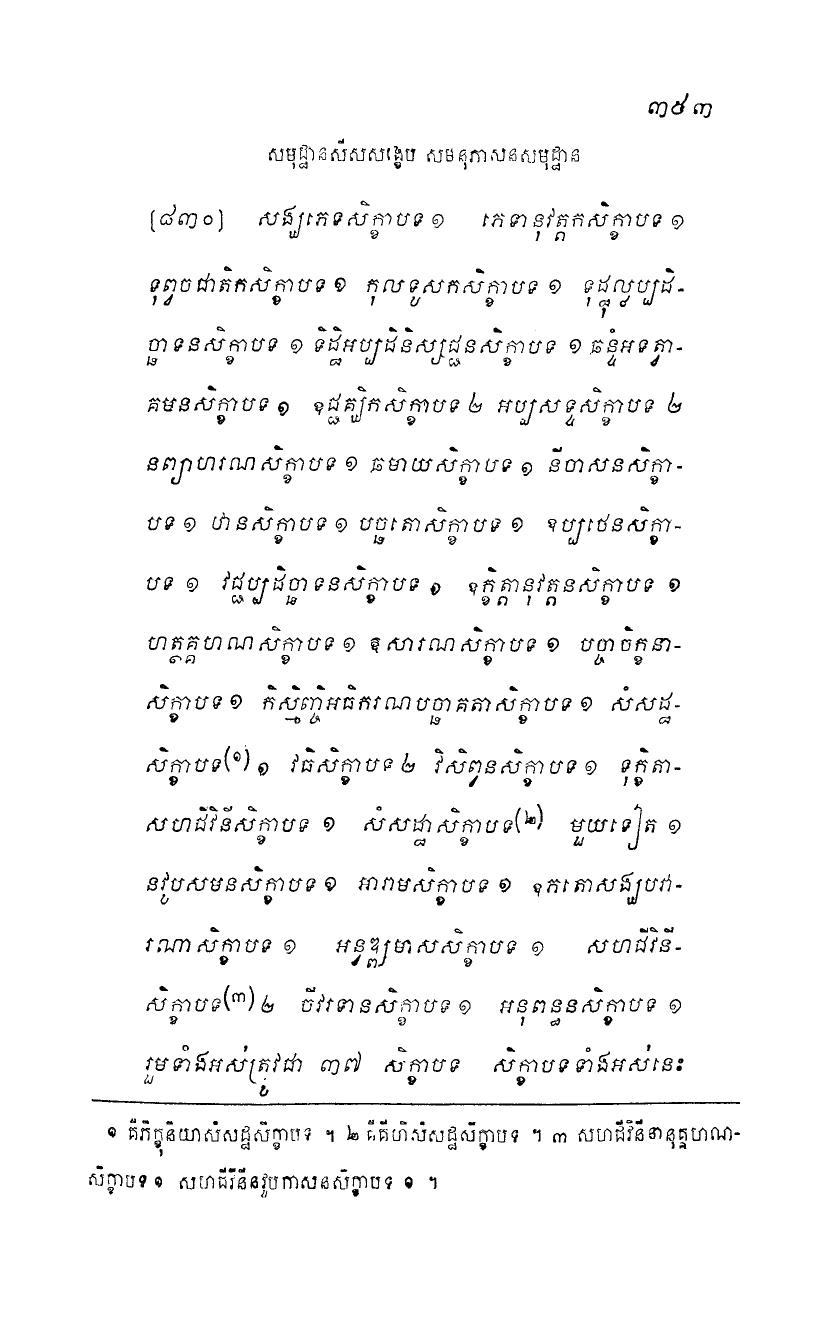 ៣៩៣
សមុដ្ឋានសីសសង្ខេប សមនុភាសនសមុដ្ឋាន
[៨៣០] សង្ឃភេទសិក្ខាបទ ១ ភេទានុវត្តកសិក្ខាបទ ១
ទុព្វចជាតិកសិក្ខាបទ ១ កុលទូសកសិក្ខាបទ ១ ទុដ្ឋុល្លប្បដិ-
ច្ឆាទនសិក្ខាបទ ១ ទិដ្ឋិអប្បដិនិស្សជ្ជនសិក្ខាបទ ១ ឆន្ទំអទត្វា-
គមនសិក្ខាបទ ១ ឧជ្ជគ្ឃិកសិក្ខាបទ ២ អប្បសទ្ទសិក្ខាបទ ២
នព្យាហរណសិក្ខាបទ ១ ឆមាយសិក្ខាបទ ១ នីចាសនសិក្ខា-
បទ ១ ឋានសិក្ខាបទ ១ បច្ឆតោសិក្ខាបទ ១ ឧប្បថេនសិក្ខា-
បទ ១ វជ្ជប្បដិច្ឆាទនសិក្ខាបទ ១ ឧក្ខិត្តានុវត្តនសិក្ខាបទ ១
ហត្ថគ្គហណសិក្ខាបទ ១ ឱសារណសិក្ខាបទ ១ បច្ចាចិក្ខនា-
សិក្ខាបទ ១ កិស្មិញ្ចិអធិករណបច្ឆាគតាសិក្ខាបទ ១ សំសដ្ឋ-
សិក្ខាបទ(១) ១ វធិសិក្ខាបទ ២ វិសិព្វនសិក្ខាបទ ១ ទុក្ខិតា-
សហជីវិនីសិក្ខាបទ ១ សំសដ្ឋាសិក្ខាបទ(២) មួយទៀត ១
នវូបសមនសិក្ខាបទ ១ អារាមសិក្ខាបទ ១ ឯកតោសង្ឃបវា-
រណាសិក្ខាបទ ១ អន្វឌ្ឍមាសសិក្ខាបទ ១ សហជីវិនី-
សិក្ខាបទ(៣) ២ ចីវរទានសិក្ខាបទ ១ អនុពន្ធនសិក្ខាបទ ១
រួមទាំងអស់ត្រូវជា ៣៧ សិក្ខាបទ សិក្ខាបទទាំងអស់នេះ
១ គឺភិក្ខុនិយាសំសដ្ឋសិក្ខាបទ ។ ២ គឺគីហិសំសដ្ឋសិក្ខាបទ ។ ៣ សហជីវិនីនានុគ្គហណ-
សិក្ខាបទ ១ សហជីវិនីនវូបកាសនសិក្ខាបទ ១ ។